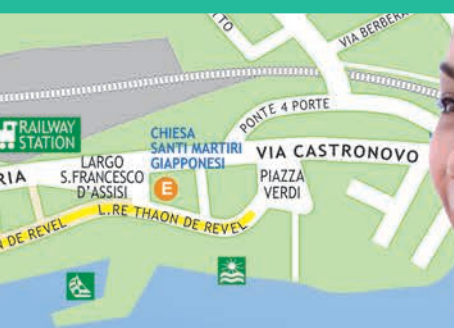 TTO
VIA BERBERA
PONTE 4 PORTE
RAILWAY
STATION
CHIESA
SANTI MARTIRI
GIAPPONESI
VIA CASTRONOVO
RIA
LARGO
S.FRANCESCO
D'ASSISI
E
PIAZZA
VERDI
L.RE THAON DE REVEL
N DE REVEL